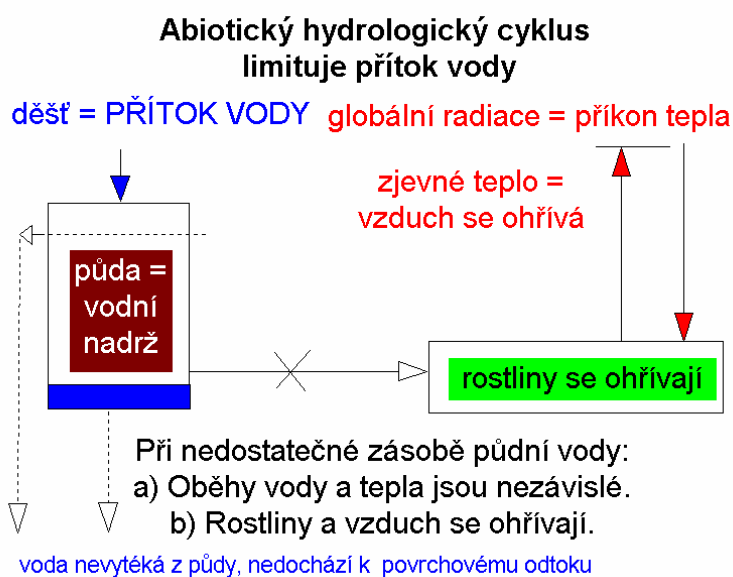 Abiotický hydrologický cyklus
limituje přítok vody
děšť = PŘÍTOK VODY
globální radiace = příkon tepla
zjevné teplo =
vzduch se ohřívá
půda =
vodní
nadrž
rostliny se ohřívají
Při nedostatečné zásobě půdní vody:
a) Oběhy vody a tepla jsou nezávislé.
b) Rostliny a vzduch se ohřívají.
voda nevytéká z půdy, nedochází k povrchovému odtoku